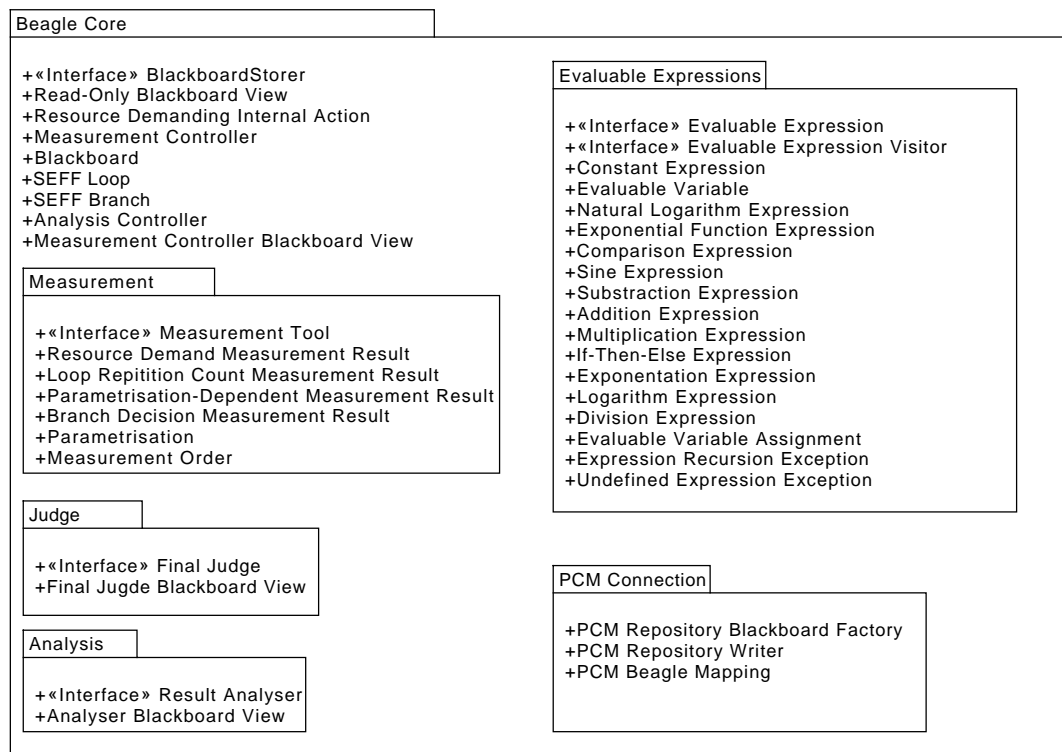 Beagle Core
+«Interface» BlackboardStorer
+Read-Only Blackboard View
+Resource Demanding Internal Action
+Measurement Controller
+Blackboard
+SEFF Loop
+SEFF Branch
+Analysis Controller
+Measurement Controller Blackboard View
Measurement
+«Interface» Measurement Tool
+Resource Demand Measurement Result
+Loop Repitition Count Measurement Result
+Parametrisation-Dependent Measurement Result
+Branch Decision Measurement Result
+Parametrisation
+Measurement Order
Judge
+«Interface» Final Judge
+Final Jugde Blackboard View
Analysis
+«Interface» Result Analyser
+Analyser Blackboard View
Evaluable Expressions
+«Interface» Evaluable Expression
+«Interface» Evaluable Expression Visitor
+Constant Expression
+Evaluable Variable
+Natural Logarithm Expression
+Exponential Function Expression
+Comparison Expression
+Sine Expression
+Substraction Expression
+Addition Expression
+Multiplication Expression
+If-Then-Else Expression
+Exponentation Expression
+Logarithm Expression
+Division Expression
+Evaluable Variable Assignment
+Expression Recursion Exception
+Undefined Expression Exception
PCM Connection
+PCM Repository Blackboard Factory
+PCM Repository Writer
+PCM Beagle Mapping